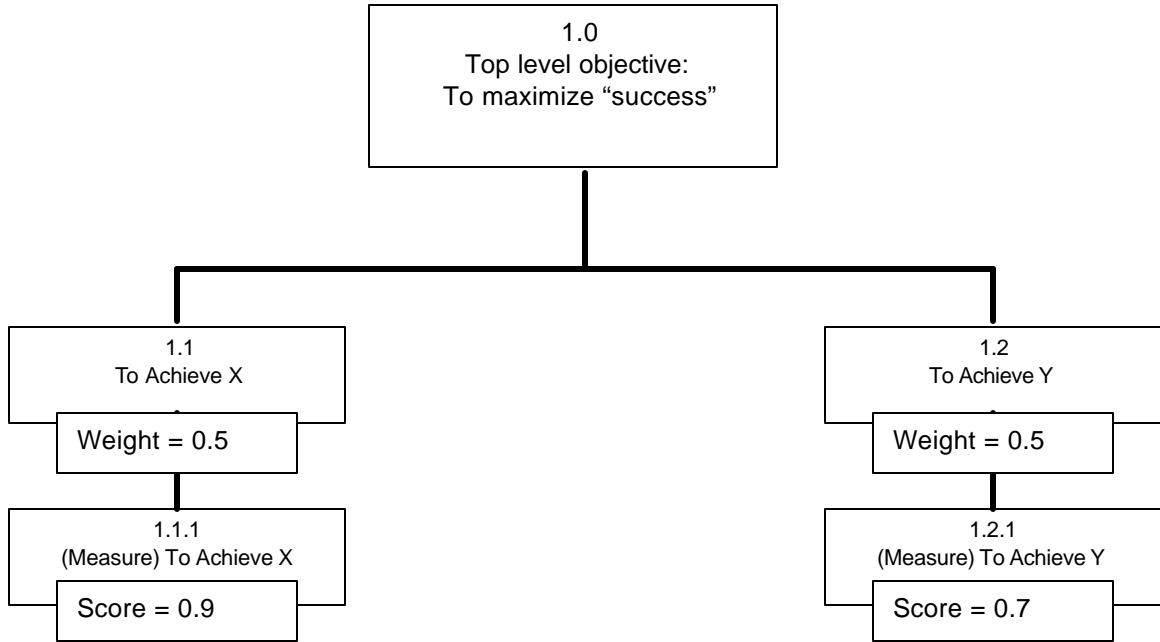 1.0
Top level objective:
To maximize “success”
1.1
To Achieve X
Weight = 0.5
1.2
To Achieve Y
Weight = 0.5
1.1.1
(Measure) To Achieve X
Score = 0.9
1.2.1
(Measure) To Achieve Y
Score = 0.7